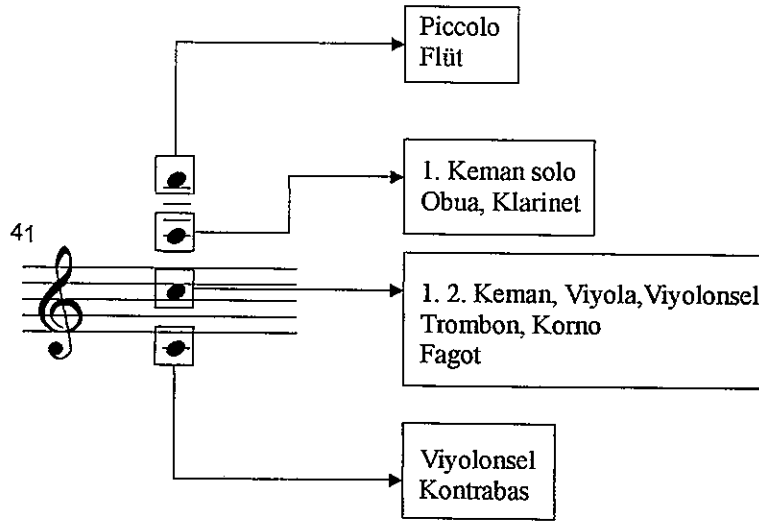 Piccolo
Flüt
1. Keman solo
Obua, Klarinet
41
1. 2. Keman, Viyola,Viyolonsel
Trombon, Korno
Fagot
Viyolonsel
Kontrabas